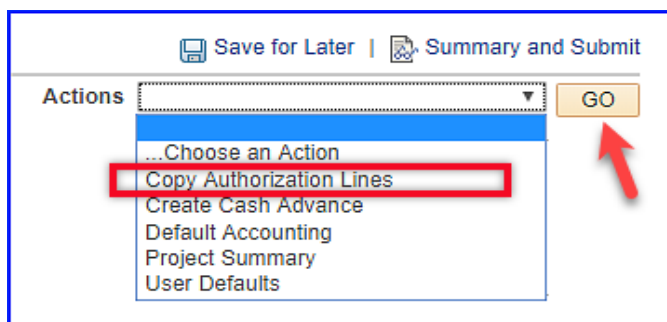 Save for Later | Summary and Submit
Actions GO
...Choose an Action
Copy Authorization Lines
Create Cash Advance
Default Accounting
Project Summary
User Defaults